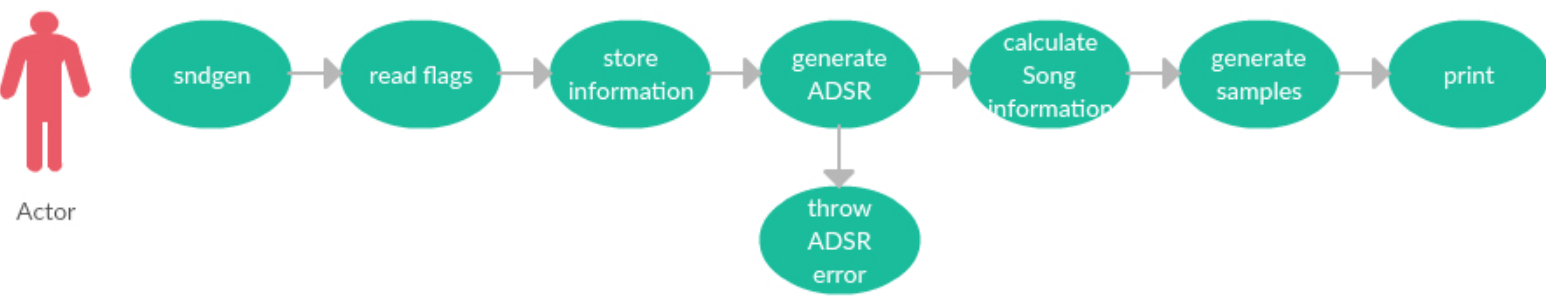 sndgen
read flags
store
information
generate
ADSR
calculate
Song
information
generate
samples
print
throw
ADSR
error
Actor